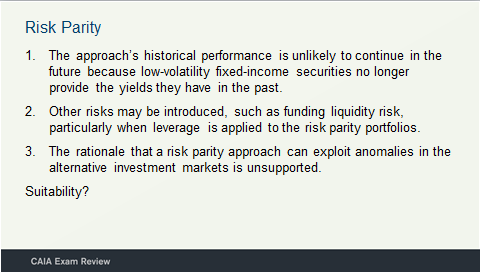 Risk Parity
1. The approach's historical performance is unlikely to continue in the
future because low-volatility fixed-income securities no longer
provide the yields they have in the past.
2. Other risks may be introduced, such as funding liquidity risk,
particularly when leverage is applied to the risk parity portfolios.
3. The rationale that a risk parity approach can exploit anomalies in the
alternative investment markets is unsupported.
Suitability?
CAIA Exam Review